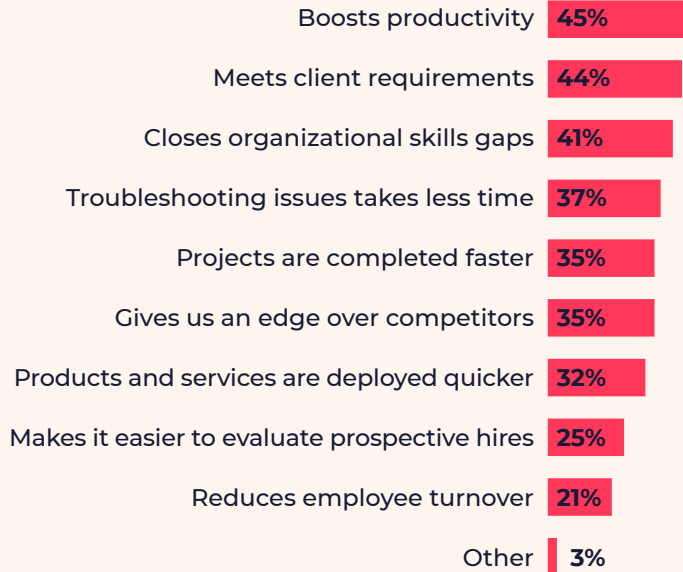 Boosts productivity 45%
Meets client requirements 44%
Closes organizational skills gaps 41%
Troubleshooting issues takes less time 37%
Projects are completed faster 35%
Gives us an edge over competitors 35%
Products and services are deployed quicker 32%
Makes it easier to evaluate prospective hires 25%
Reduces employee turnover 21%
Other 3%